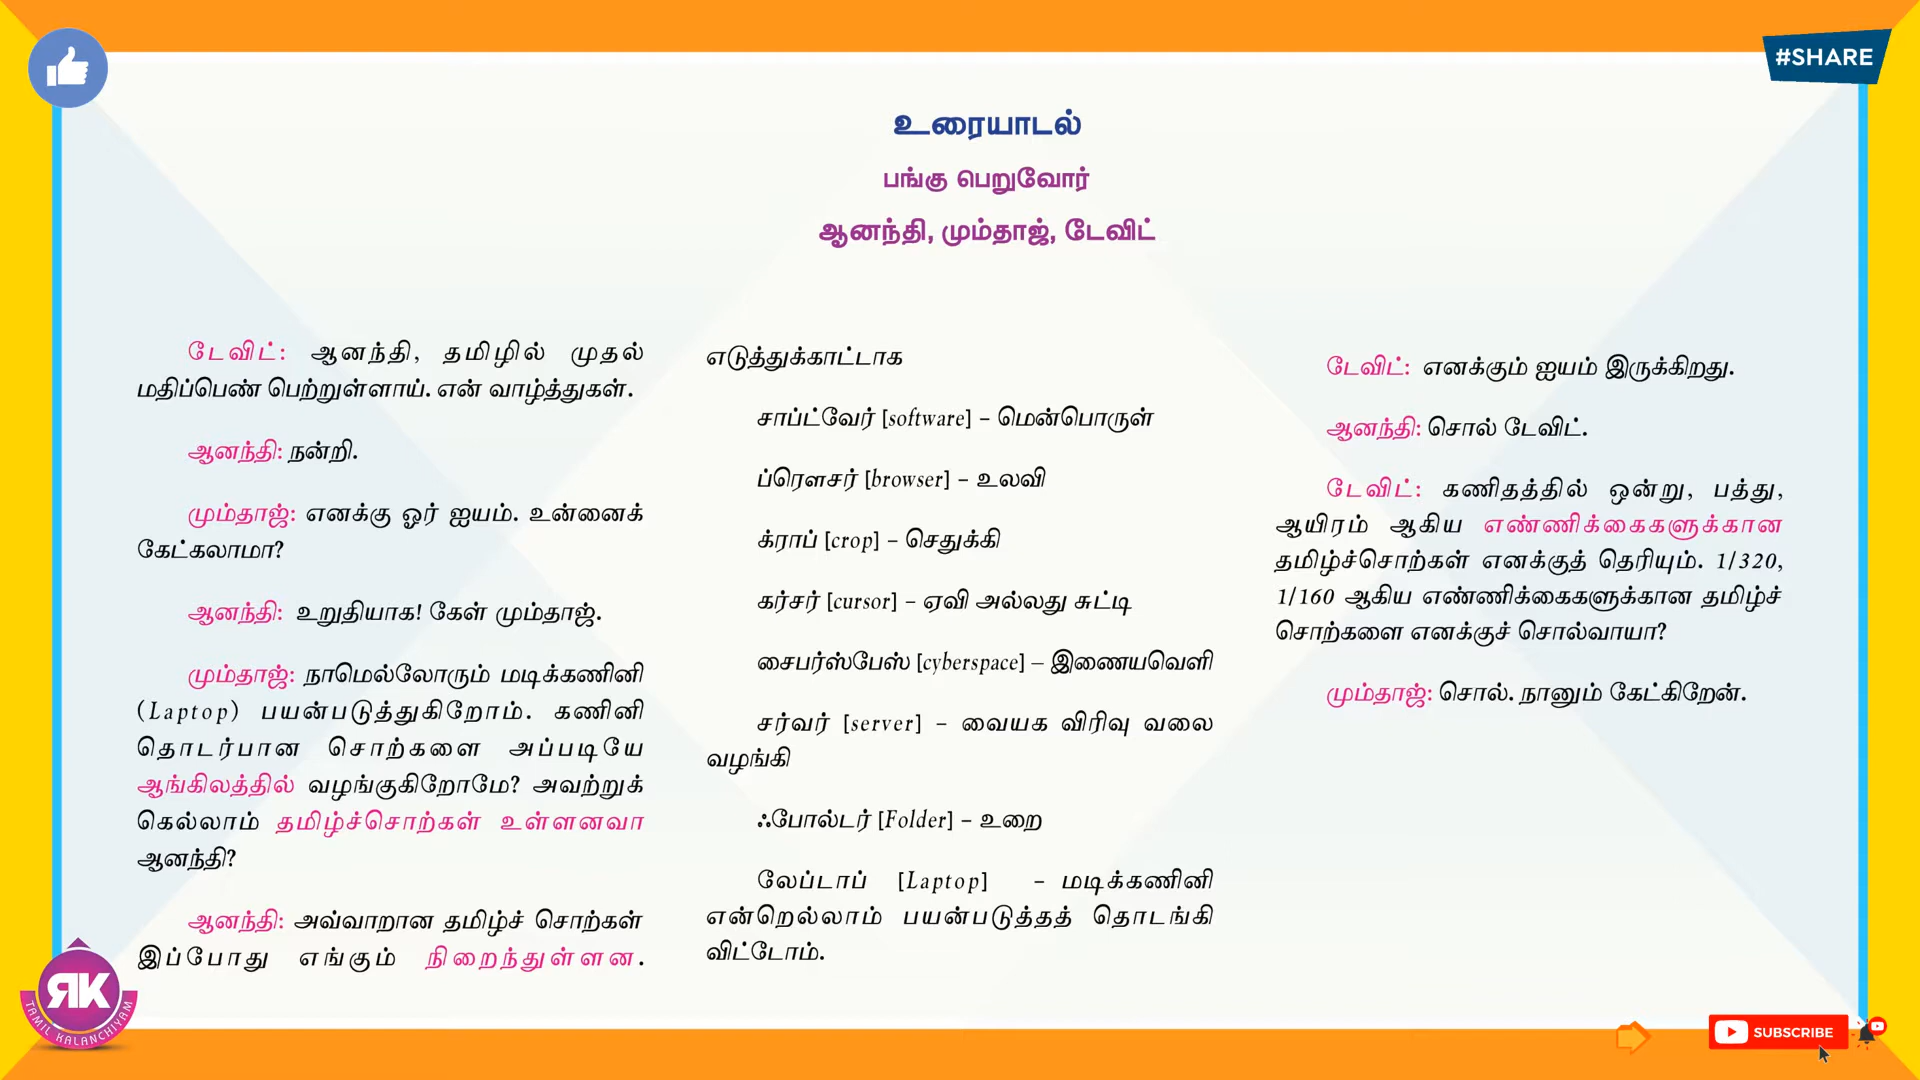 #SHARE
உரையாடல்
பங்கு பெறுவோர்
ஆனந்தி, மும்தாஜ், டேவிட்
டேவிட்: ஆனந்தி, தமிழில் முதல்
மதிப்பெண் பெற்றுள்ளாய். என் வாழ்த்துகள்.
ஆனந்தி: நன்றி.
மும்தாஜ்: எனக்கு ஓர் ஐயம். உன்னைக்
கேட்கலாமா?
ஆனந்தி: உறுதியாக! கேள் மும்தாஜ்.
மும்தாஜ்: நாமெல்லோரும் மடிக்கணினி
(Laptop) பயன்படுத்துகிறோம். கணினி
தொடர்பான சொற்களை அப்படியே
ஆங்கிலத்தில் வழங்குகிறோமே? அவற்றுக்
கெல்லாம் தமிழ்ச்சொற்கள் உள்ளனவா
ஆனந்தி?
ஆனந்தி: அவ்வாறான தமிழ்ச் சொற்கள்
இப்போது எங்கும் நிறைந்துள்ளன.
எடுத்துக்காட்டாக
சாப்ட்வேர் [software] – மென்பொருள்
ப்ரௌசர் [browser] – உலவி
க்ராப் [crop] – செதுக்கி
கர்சர் [cursor] – ஏவி அல்லது சுட்டி
சைபர்ஸ்பேஸ் [cyberspace] – இணையவெளி
சர்வர் [server] – வையக விரிவு வலை
வழங்கி
ஃபோல்டர் [Folder] – உறை
லேப்டாப் [Laptop] – மடிக்கணினி
என்றெல்லாம் பயன்படுத்தத் தொடங்கி
விட்டோம்.
டேவிட்: எனக்கும் ஐயம் இருக்கிறது.
ஆனந்தி: சொல் டேவிட்.
டேவிட்: கணிதத்தில் ஒன்று, பத்து,
ஆயிரம் ஆகிய எண்ணிக்கைகளுக்கான
தமிழ்ச்சொற்கள் எனக்குத் தெரியும். 1/320,
1/160 ஆகிய எண்ணிக்கைகளுக்கான தமிழ்ச்
சொற்களை எனக்குச் சொல்வாயா?
மும்தாஜ்: சொல். நானும் கேட்கிறேன்.
RK
TAMIL KALANCHIYAM
SUBSCRIBE